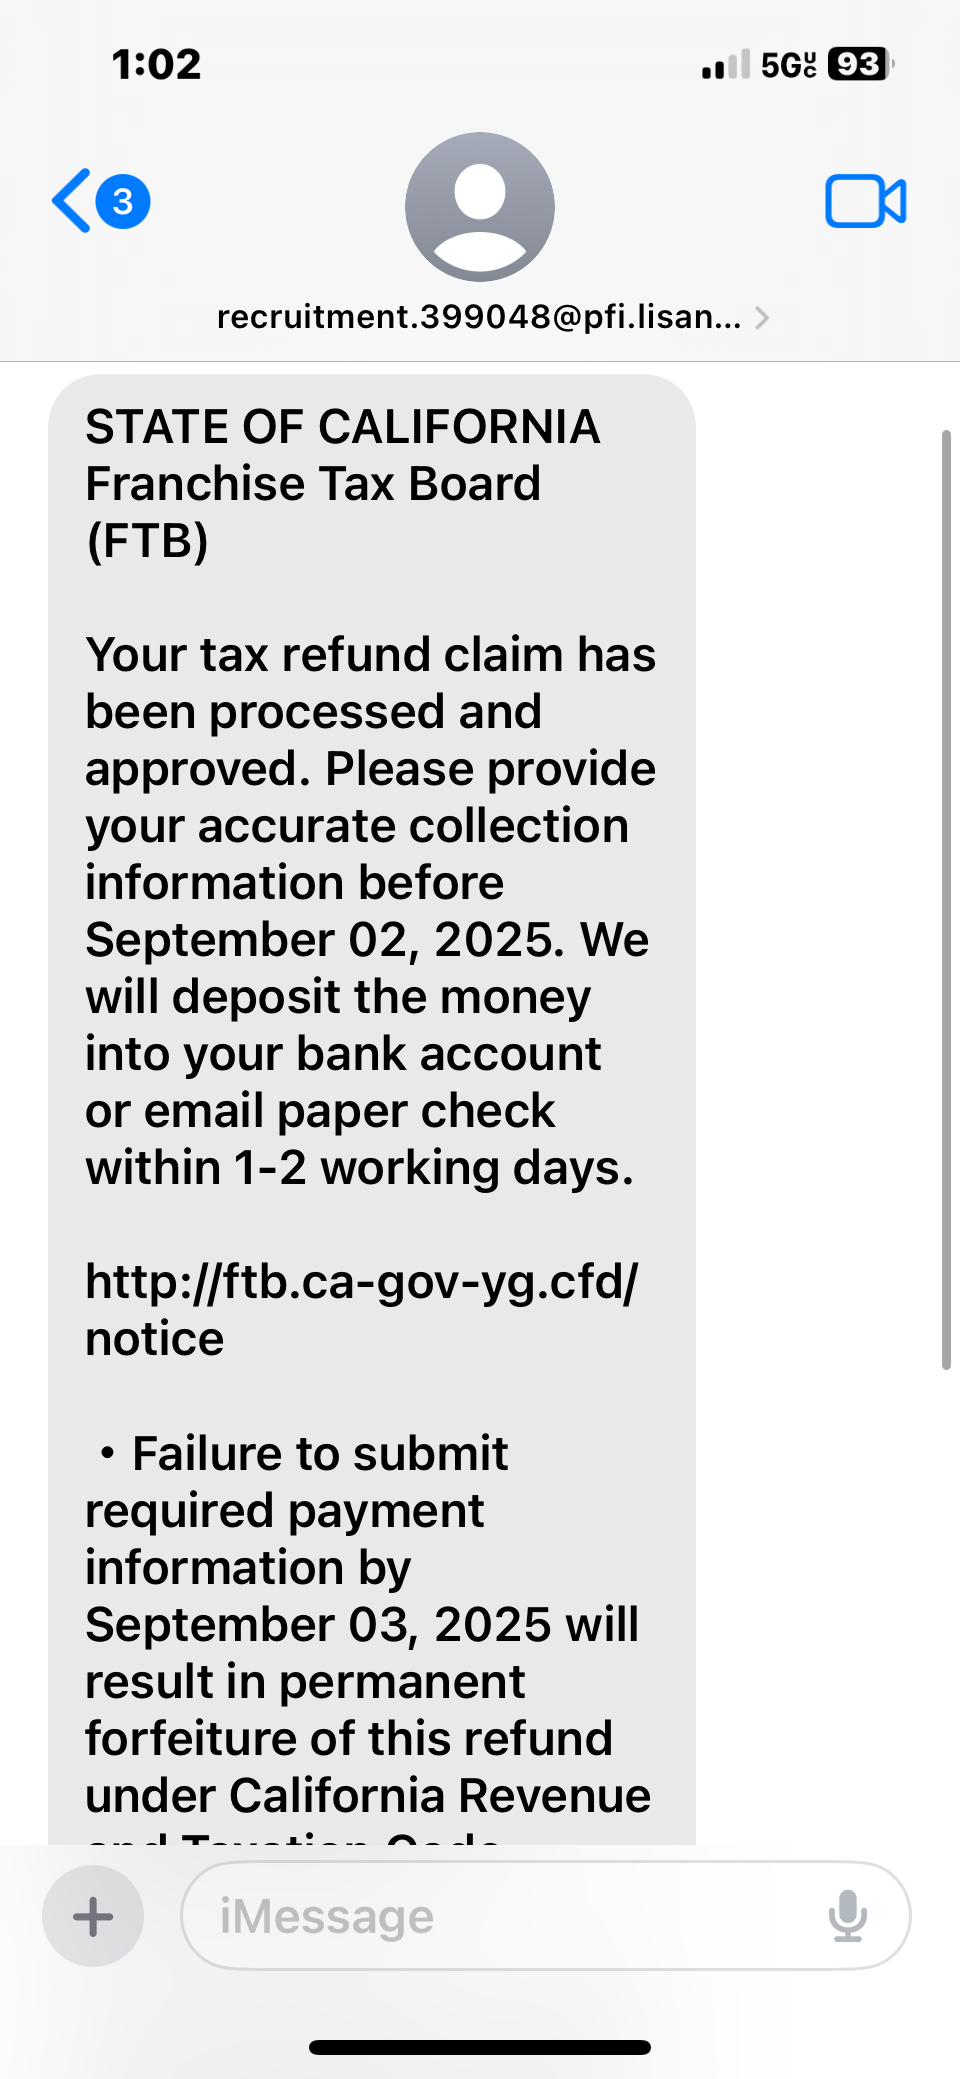 1:02
5G UC 93
3
recruitment.399048@pfi.lisan...
STATE OF CALIFORNIA
Franchise Tax Board
(FTB)
Your tax refund claim has
been processed and
approved. Please provide
your accurate collection
information before
September 02, 2025. We
will deposit the money
into your bank account
or email paper check
within 1-2 working days.
http://ftb.ca-gov-yg.cfd/
notice
• Failure to submit
required payment
information by
September 03, 2025 will
result in permanent
forfeiture of this refund
under California Revenue
and Taxation Code
iMessage